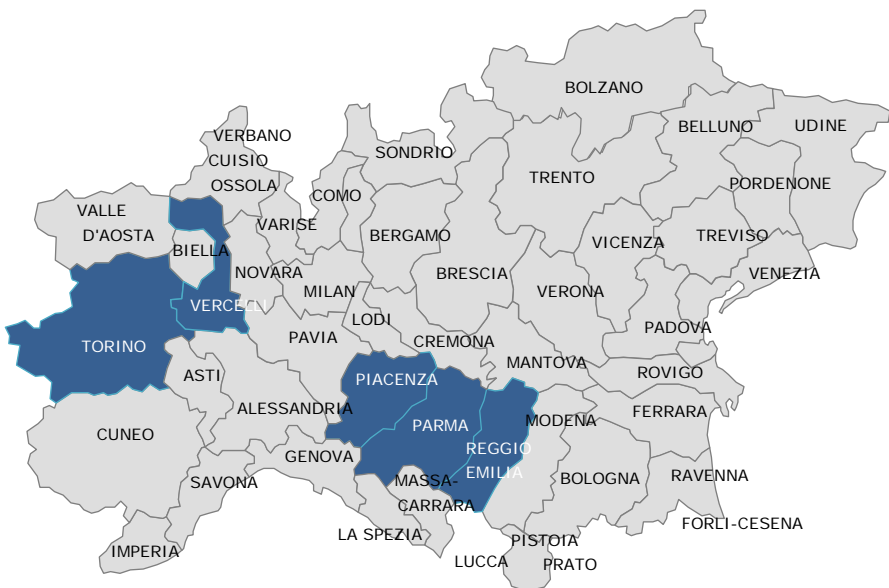 BOLZANO
VERBANO
CUISIO
OSSOLA
SONDRIO
BELLUNO
UDINE
TRENTO
PORDENONE
VALLE
D'AOSTA
COMO
VARISE
BERGAMO
VICENZA
TREVISO
BIELLA
NOVARA
BRESCIA
VENEZIA
VERCELLI
MILAN
VERONA
LODI
PADOVA
TORINO
PAVIA
CREMONA
MANTOVA
ROVIGO
ASTI
PIACENZA
ALESSANDRIA
FERRARA
CUNEO
PARMA
MODENA
GENOVA
REGGIO
EMILIA
SAVONA
MASSA-
CARRARA
BOLOGNA
RAVENNA
FORLI-CESENA
IMPERIA
LA SPEZIA
PISTOIA
LUCCA
PRATO